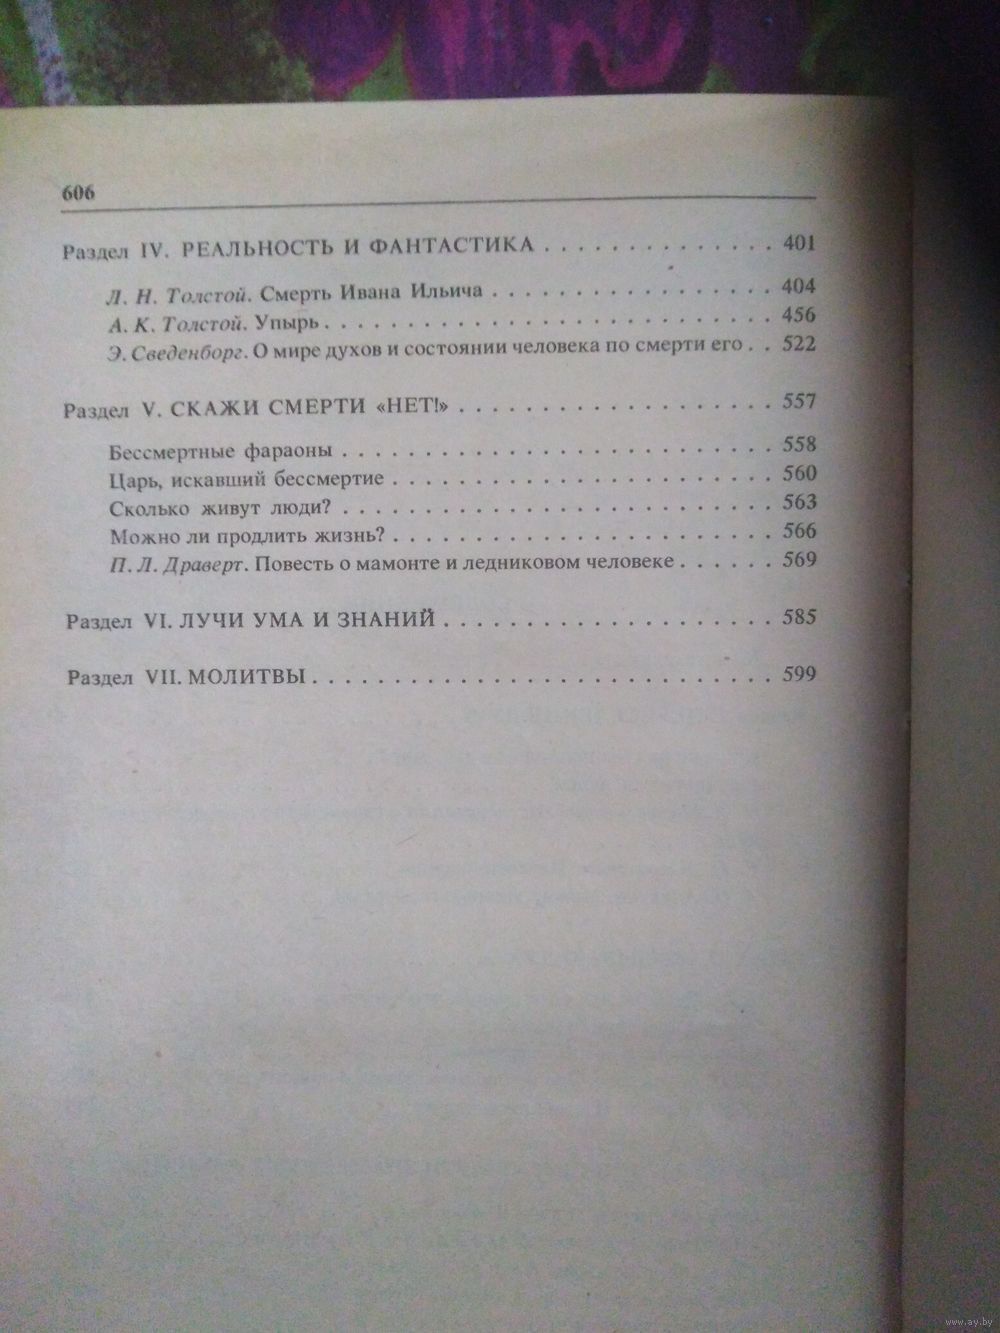 606
Раздел IV. РЕАЛЬНОСТЬ И ФАНТАСТИКА . . . . . . . . . . . . . . . 401
Л. Н. Толстой. Смерть Ивана Ильича . . . . . . . . . . . . . . . . . . 404
А. К. Толстой. Упырь . . . . . . . . . . . . . . . . . . . . . . . . . . . . 456
Э. Сведенборг. О мире духов и состоянии человека по смерти его . . 522
Раздел V. СКАЖИ СМЕРТИ «НЕТ!» . . . . . . . . . . . . . . . . . . . . 557
Бессмертные фараоны . . . . . . . . . . . . . . . . . . . . . . . . . . . 558
Царь, искавший бессмертие . . . . . . . . . . . . . . . . . . . . . . . . 560
Сколько живут люди? . . . . . . . . . . . . . . . . . . . . . . . . . . . 563
Можно ли продлить жизнь? . . . . . . . . . . . . . . . . . . . . . . . . 566
П. Л. Драверт. Повесть о мамонте и ледниковом человеке . . . . . . 569
Раздел VI. ЛУЧИ УМА И ЗНАНИЙ . . . . . . . . . . . . . . . . . . . . . 585
Раздел VII. МОЛИТВЫ . . . . . . . . . . . . . . . . . . . . . . . . . . . . . 599
www.ay.by